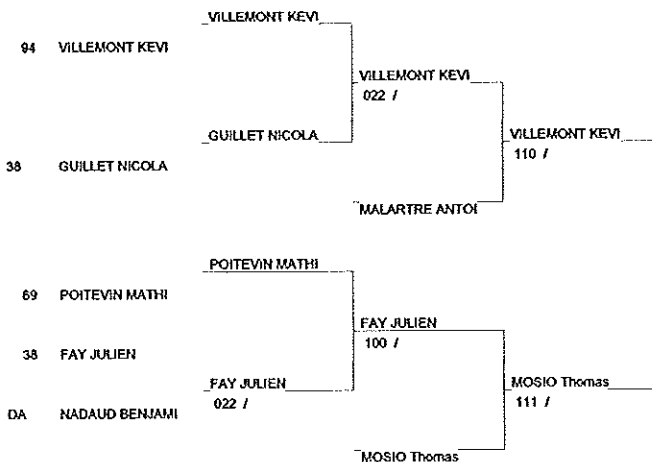 VILLEMONT KEVI
94 VILLEMONT KEVI
VILLEMONT KEVI
022 /
GUILLET NICOLA
VILLEMONT KEVI
110 /
38 GUILLET NICOLA
MALARTRE ANTOI
POITEVIN MATHI
69 POITEVIN MATHI
FAY JULIEN
100 /
38 FAY JULIEN
FAY JULIEN
022 /
MOSIO Thomas
111 /
DA NADAUD BENJAMI
MOSIO Thomas